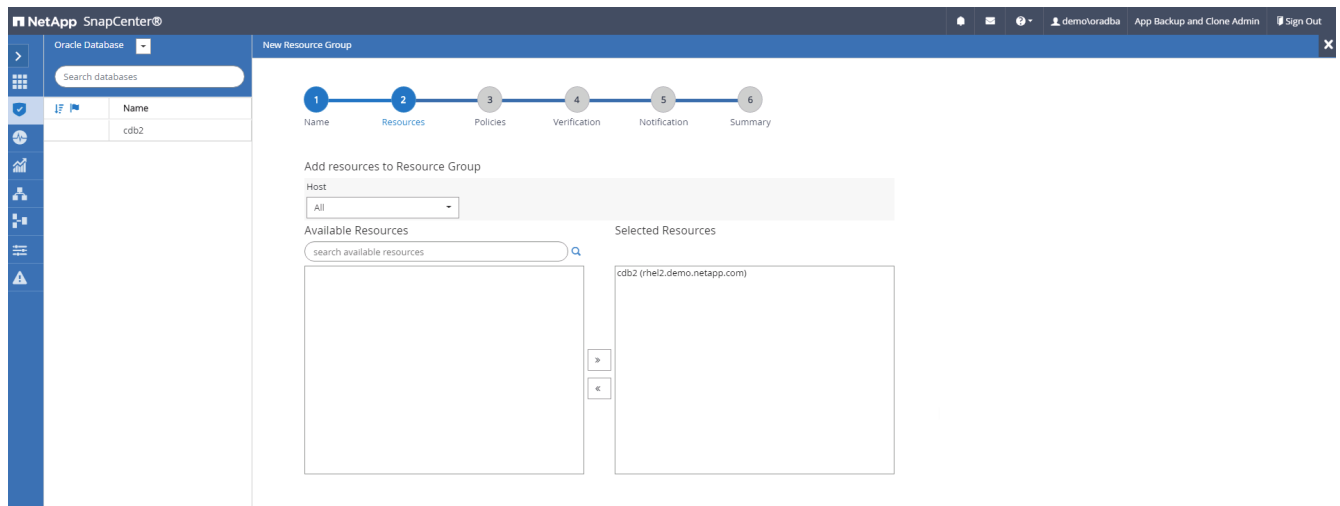 NetApp SnapCenter®
demo\oradba App Backup and Clone Admin Sign Out
Oracle Database
New Resource Group
Search databases
Name
cdb2
1 2 3 4 5 6
Name Resources Policies Verification Notification Summary
Add resources to Resource Group
Host
All
Available Resources
Selected Resources
search available resources
cdb2 (rhel2.demo.netapp.com)